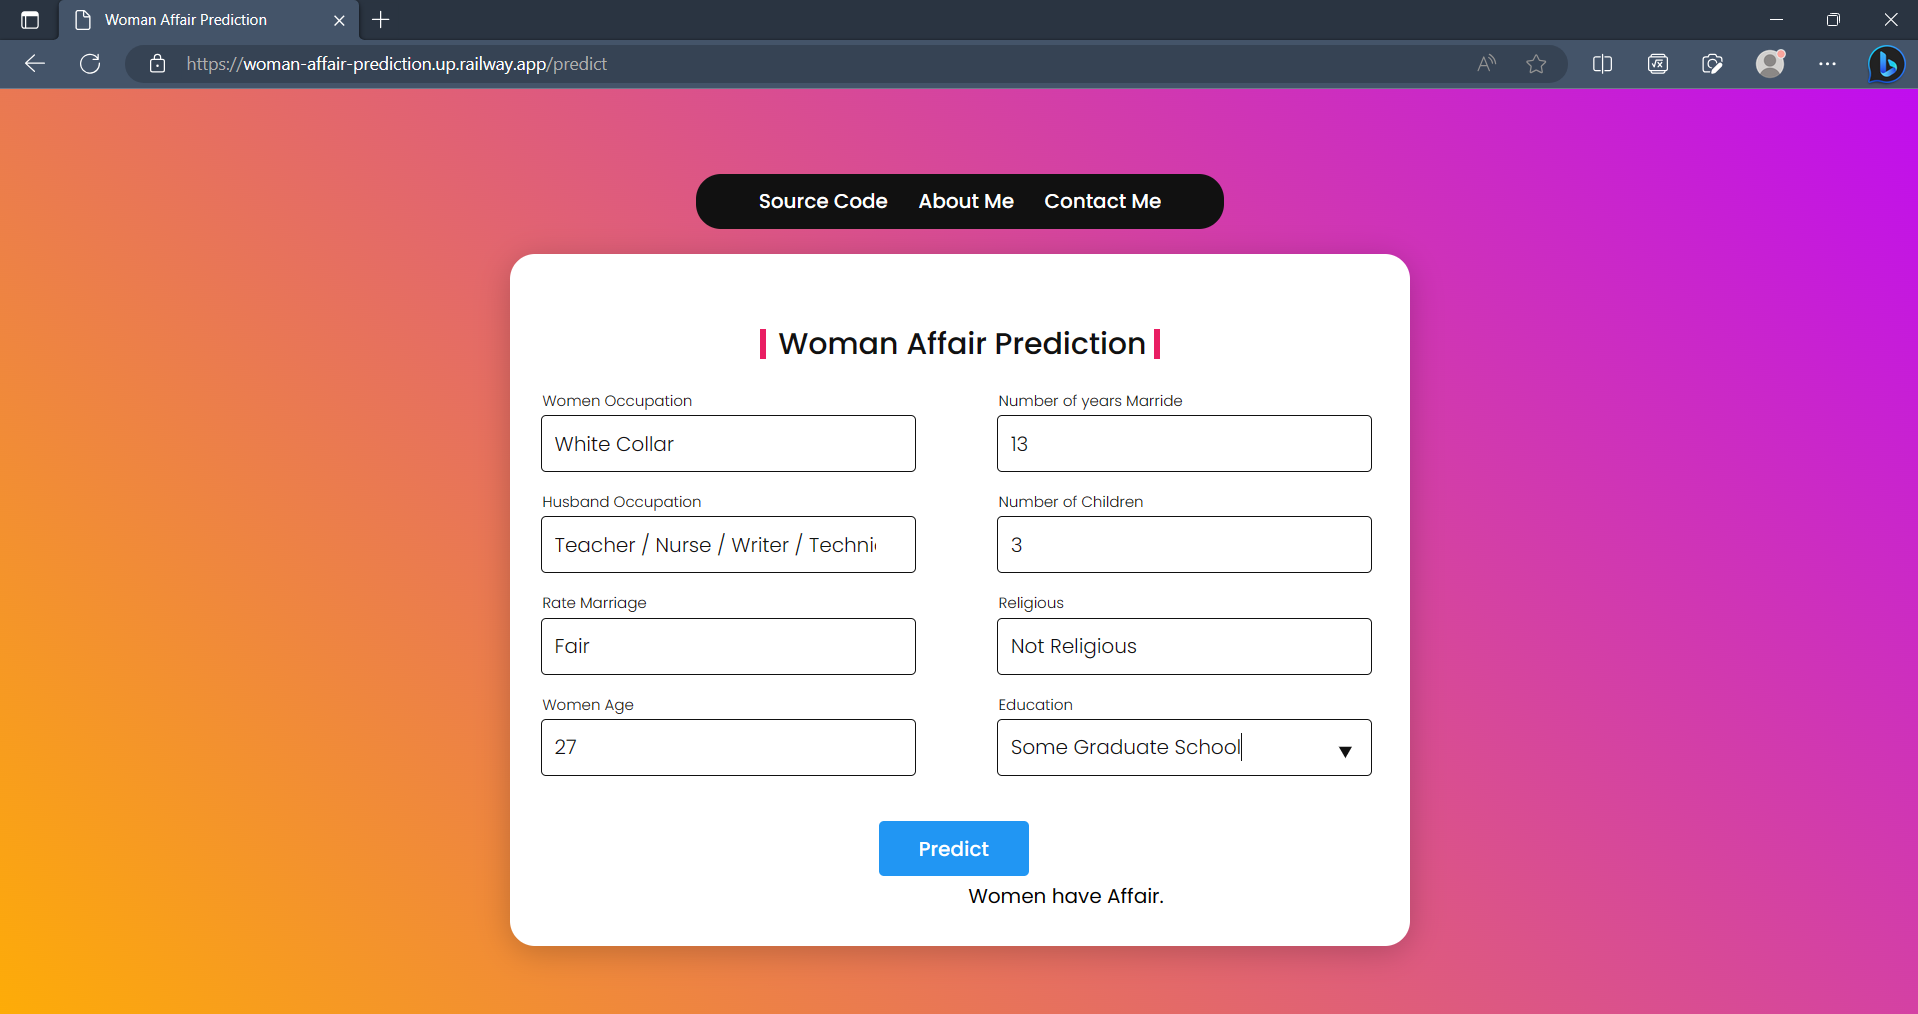 Woman Affair Prediction
https://woman-affair-prediction.up.railway.app/predict
Source Code About Me Contact Me
Woman Affair Prediction
Women Occupation
White Collar
Number of years Marride
13
Husband Occupation
Teacher / Nurse / Writer / Techni
Number of Children
3
Rate Marriage
Fair
Religious
Not Religious
Women Age
27
Education
Some Graduate School
Predict
Women have Affair.